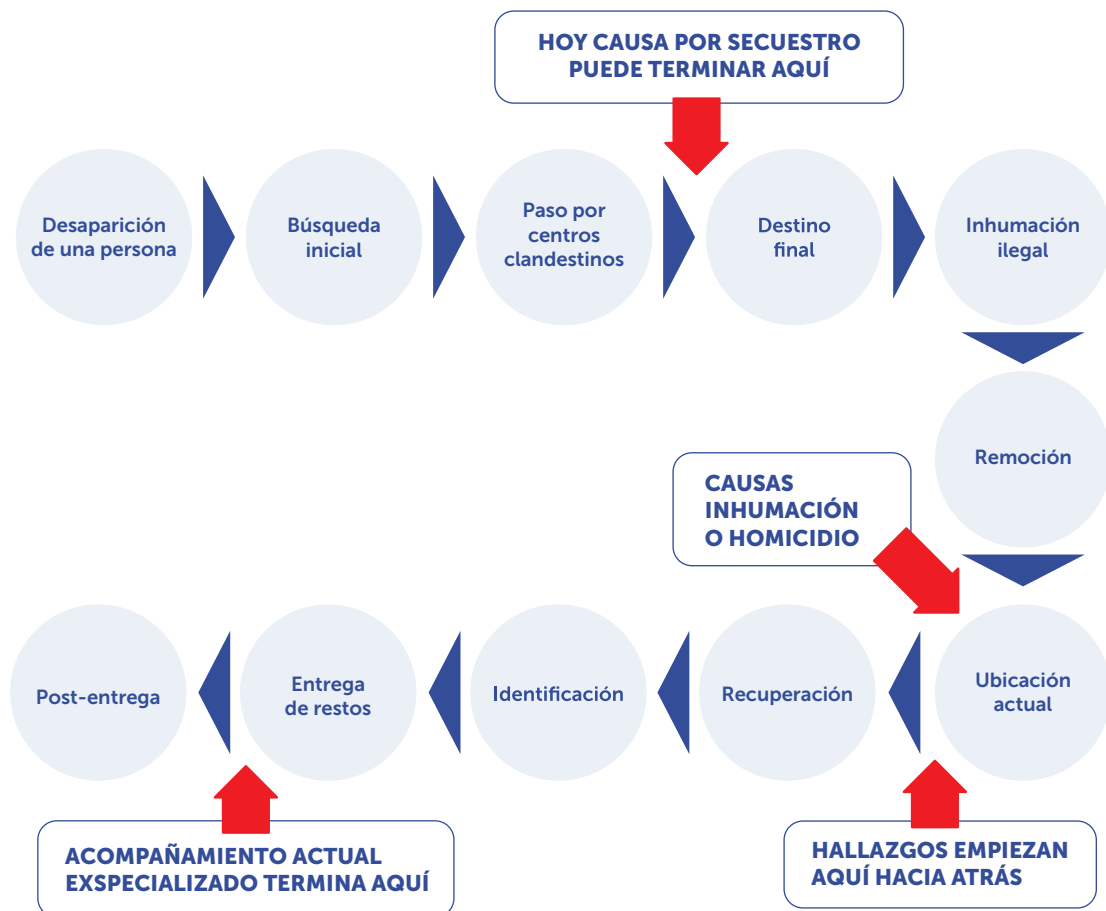 HOY CAUSA POR SECUESTRO
PUEDE TERMINAR AQUÍ
Desaparición
de una persona
Búsqueda
inicial
Paso por
centros
clandestinos
Destino
final
Inhumación
ilegal
Remoción
CAUSAS
INHUMACIÓN
O HOMICIDIO
Post-entrega
Entrega
de restos
Identificación
Recuperación
Ubicación
actual
ACOMPAÑAMIENTO ACTUAL
EXSPECIALIZADO TERMINA AQUÍ
HALLAZGOS EMPIEZAN
AQUÍ HACIA ATRÁS